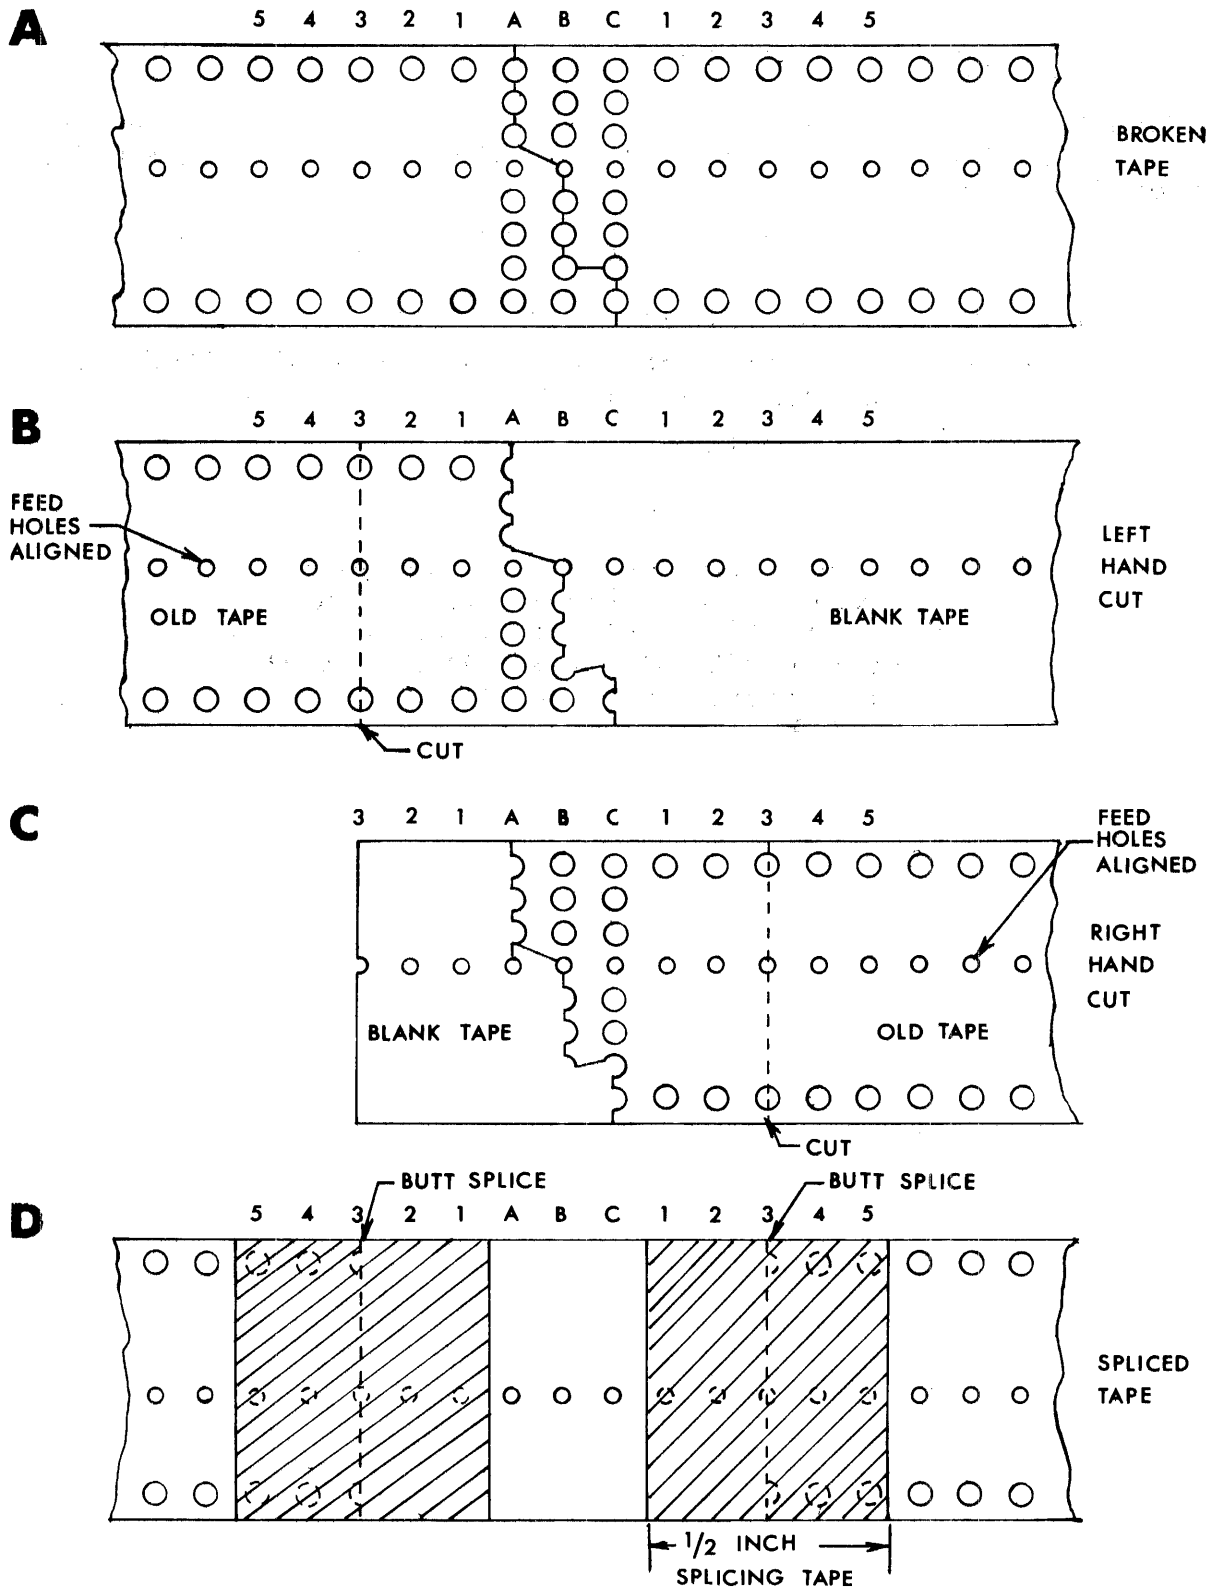 A
5 4 3 2 1 A B C 1 2 3 4 5
BROKEN
TAPE
B
5 4 3 2 1 A B C 1 2 3 4 5
FEED
HOLES
ALIGNED
LEFT
HAND
CUT
OLD TAPE
BLANK TAPE
CUT
C
3 2 1 A B C 1 2 3 4 5
FEED
HOLES
ALIGNED
RIGHT
HAND
CUT
BLANK TAPE
OLD TAPE
CUT
BUTT SPLICE
BUTT SPLICE
D
5 4 3 2 1 A B C 1 2 3 4 5
SPLICED
TAPE
1/2 INCH
SPLICING TAPE